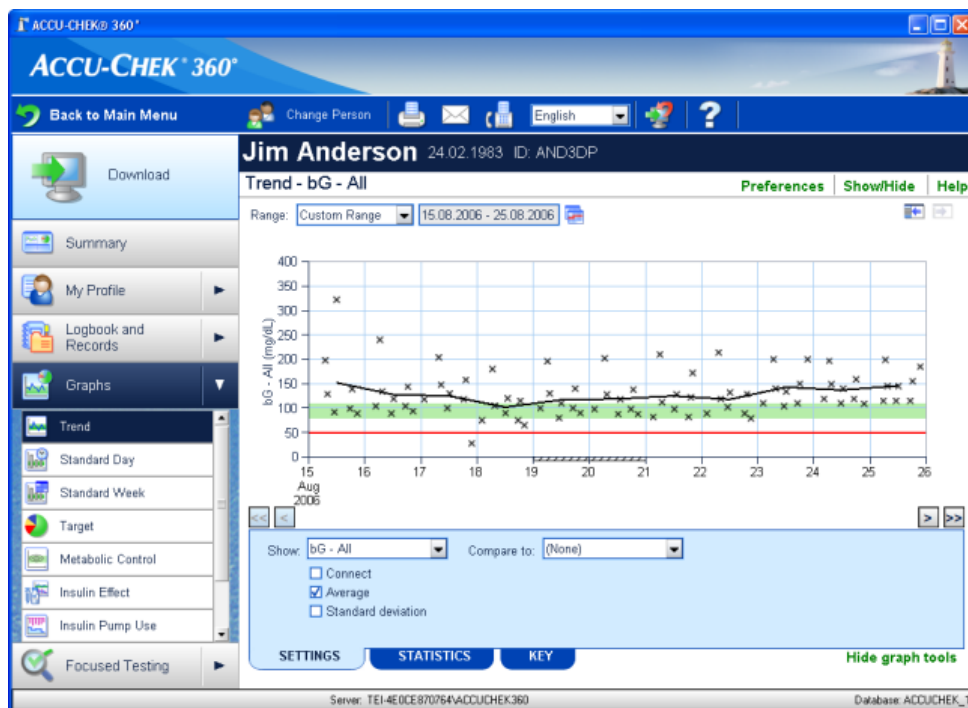 ACCU-CHEK® 360°
ACCU-CHEK® 360°
Back to Main Menu
Change Person
English
?
Download
Jim Anderson 24.02.1983 ID: AND3DP
Trend - bG - All
Preferences Show/Hide Help
Range: Custom Range 15.08.2006 - 25.08.2006
Summary
My Profile
Logbook and
Records
Graphs
Trend
Standard Day
Standard Week
Target
Metabolic Control
Insulin Effect
Insulin Pump Use
Focused Testing
bG - All (mg/dL)
400
350
300
250
200
150
100
50
0
15 16 17 18 19 20 21 22 23 24 25 26
Aug
2006
<< < > >>
Show: bG - All Compare to: (None)
Connect
Average
Standard deviation
SETTINGS STATISTICS KEY Hide graph tools
Server: TEI-4E0CE870764\ACCUCHEK360 Database: ACCUCHEK_